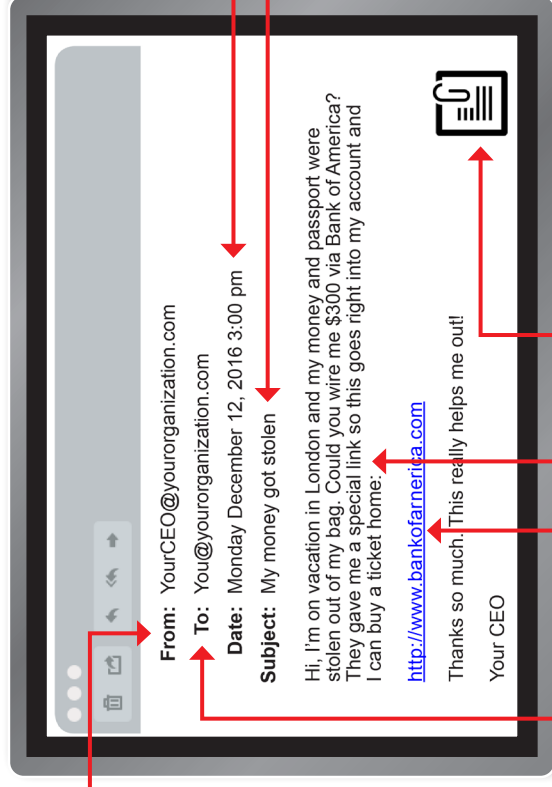 From: YourCEO@yourorganization.com
To: You@yourorganization.com
Date: Monday December 12, 2016 3:00 pm
Subject: My money got stolen
Hi, I'm on vacation in London and my money and passport were
stolen out of my bag. Could you wire me $300 via Bank of America?
They gave me a special link so this goes right into my account and
I can buy a ticket home:
http://www.bankofarnerica.com
Thanks so much. This really helps me out!
Your CEO